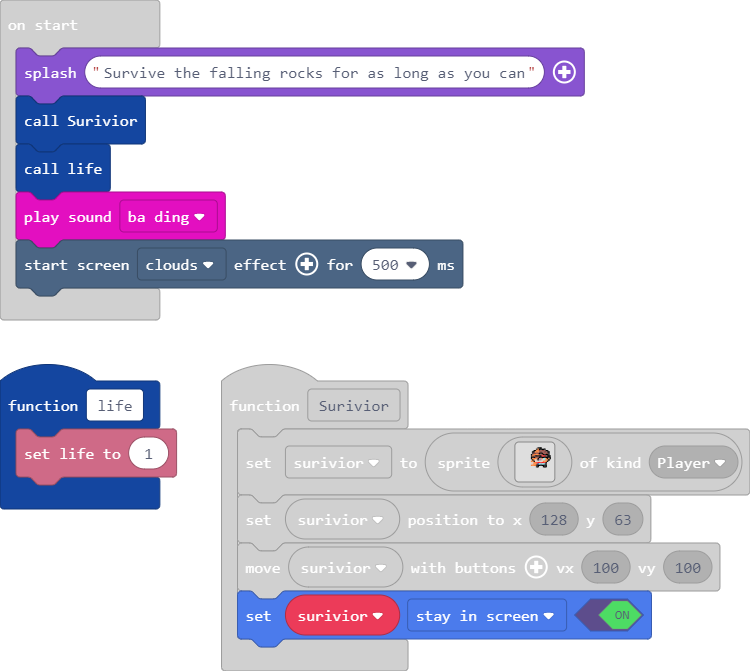 on start
splash "Survive the falling rocks for as long as you can"
call Surivior
call life
play sound ba ding
start screen clouds effect for 500 ms
function life
set life to 1
function Surivior
set surivior to sprite of kind Player
set surivior position to x 128 y 63
move surivior with buttons vx 100 vy 100
set surivior stay in screen ON